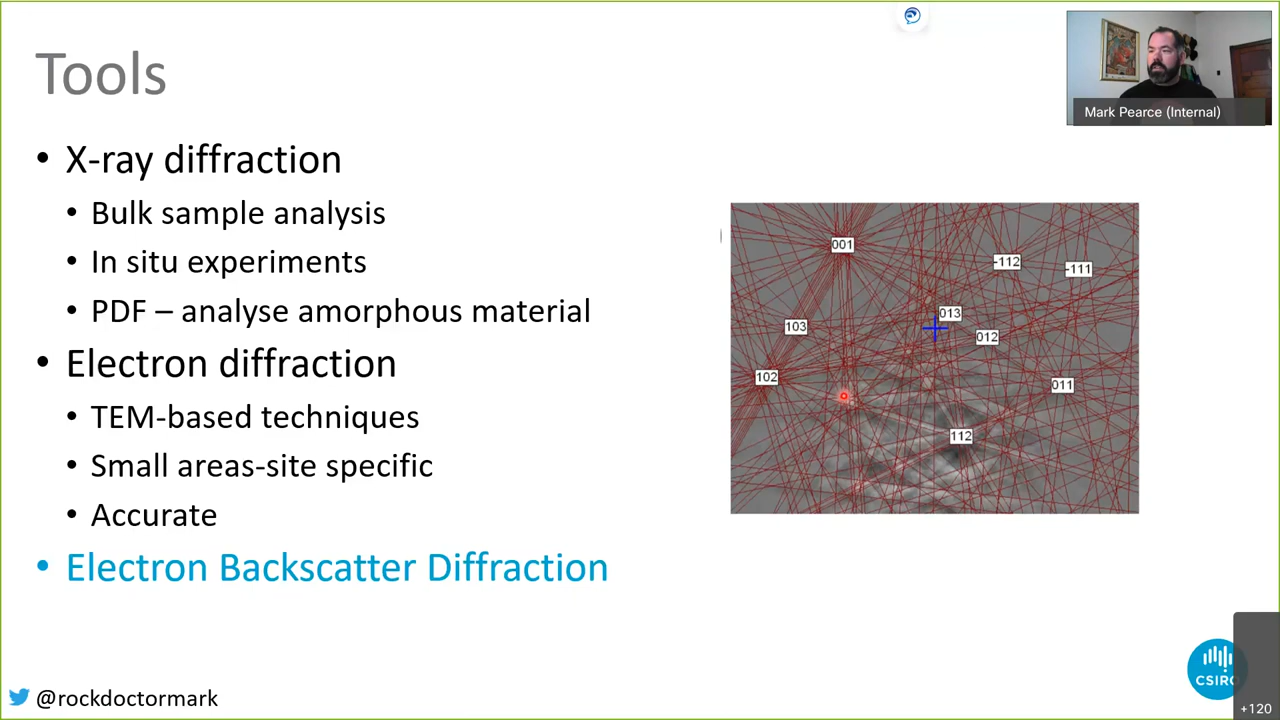 Tools
Mark Pearce (Internal)
• X-ray diffraction
• Bulk sample analysis
• In situ experiments
• PDF – analyse amorphous material
• Electron diffraction
• TEM-based techniques
• Small areas-site specific
• Accurate
• Electron Backscatter Diffraction
001
-112
-111
013
103
012
102
011
112
@rockdoctormark
CSIRO
+120